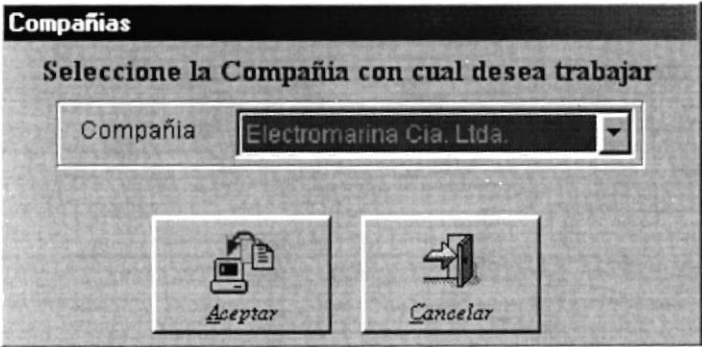 Compañias
Seleccione la Compañia con cual desea trabajar
Compañia
Electromarina Cia. Ltda.
Aceptar
Cancelar